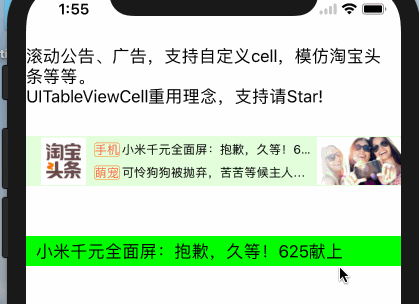 1:55
滚动公告、广告，支持自定义cell，模仿淘宝头
条等等。
UITableViewCell重用理念，支持请Star!
淘宝
头条
手机 小米千元全面屏：抱歉，久等！6...
萌宠 可怜狗狗被抛弃，苦苦等候主人...
小米千元全面屏：抱歉，久等！625献上